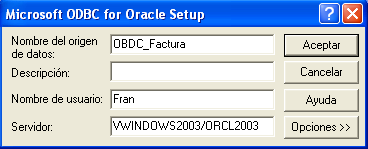 Microsoft ODBC for Oracle Setup
Nombre del origen de datos: OBDC_Factura
Descripción:
Nombre de usuario: Fran
Servidor: VWINDOWS2003/ORCL2003
Aceptar
Cancelar
Ayuda
Opciones >>